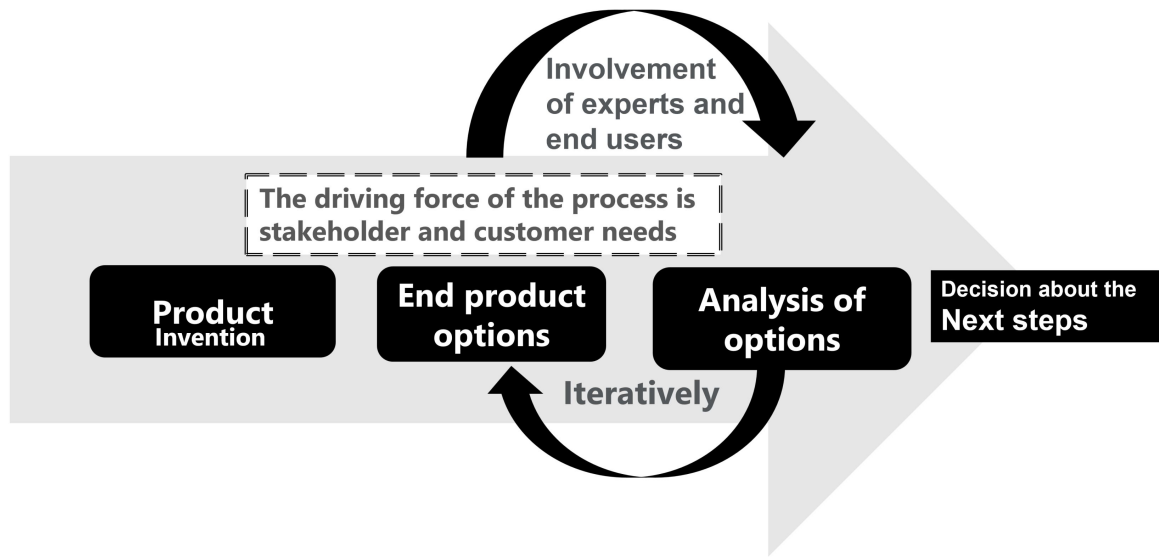 Involvement
of experts and
end users
The driving force of the process is
stakeholder and customer needs
Product
Invention
End product
options
Analysis of
options
Decision about the
Next steps
Iteratively